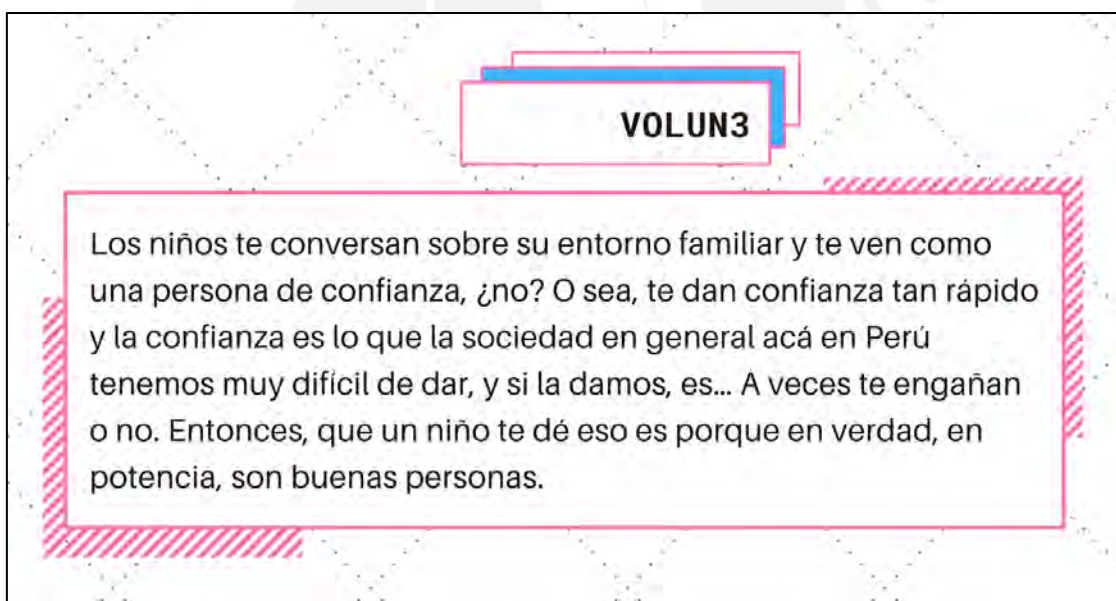 VOLUN3
Los niños te conversan sobre su entorno familiar y te ven como
una persona de confianza, ¿no? O sea, te dan confianza tan rápido
y la confianza es lo que la sociedad en general acá en Perú
tenemos muy difícil de dar, y si la damos, es... A veces te engañan
o no. Entonces, que un niño te dé eso es porque en verdad, en
potencia, son buenas personas.